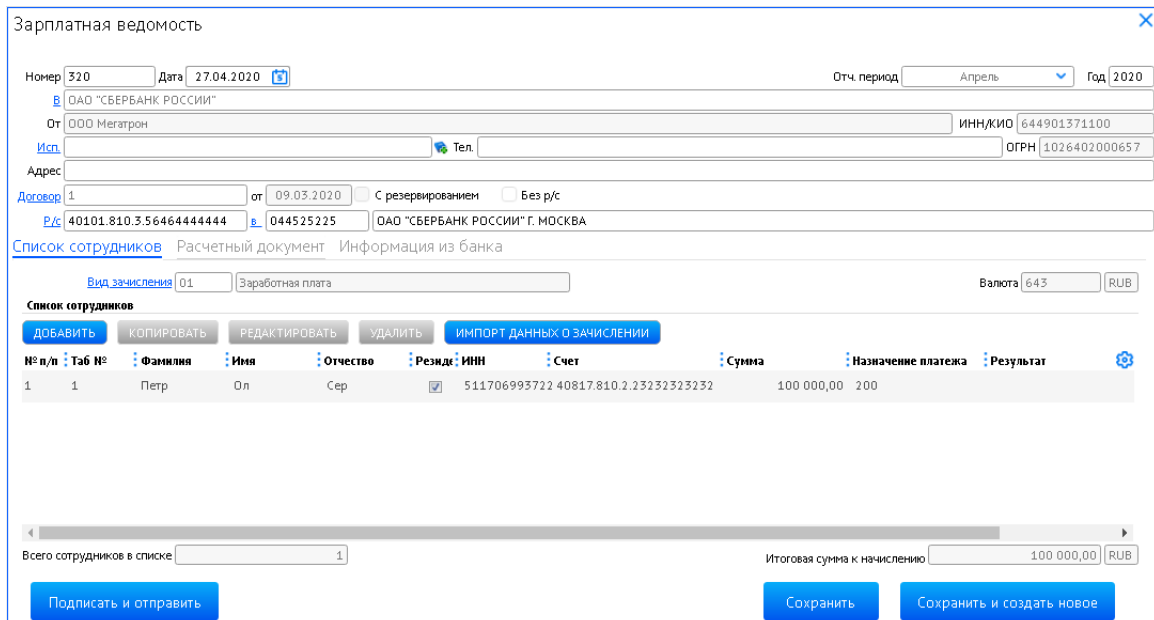 Зарплатная ведомость
Номер 320 Дата 27.04.2020 Отч. период Апрель Год 2020
В ОАО "СБЕРБАНК РОССИИ"
От ООО Мегатрон ИНН/КИО 644901371100
Исп. Тел. ОГРН 1026402000657
Адрес
Договор 1 от 09.03.2020 С резервированием Без р/с
Р/с 40101.810.3.56464444444 в 044525225 ОАО "СБЕРБАНК РОССИИ" Г. МОСКВА
Список сотрудников Расчетный документ Информация из банка
Вид зачисления 01 Заработная плата Валюта 643 RUB
Список сотрудников
ДОБАВИТЬ КОПИРОВАТЬ РЕДАКТИРОВАТЬ УДАЛИТЬ ИМПОРТ ДАННЫХ О ЗАЧИСЛЕНИИ
№ п/п Таб № Фамилия Имя Отчество Резиде ИНН Счет Сумма Назначение платежа Результат
1 1 Петр Ол Сер 511706993722 40817.810.2.23232323232 100 000,00 200
Всего сотрудников в списке 1 Итоговая сумма к начислению 100 000,00 RUB
Подписать и отправить Сохранить Сохранить и создать новое